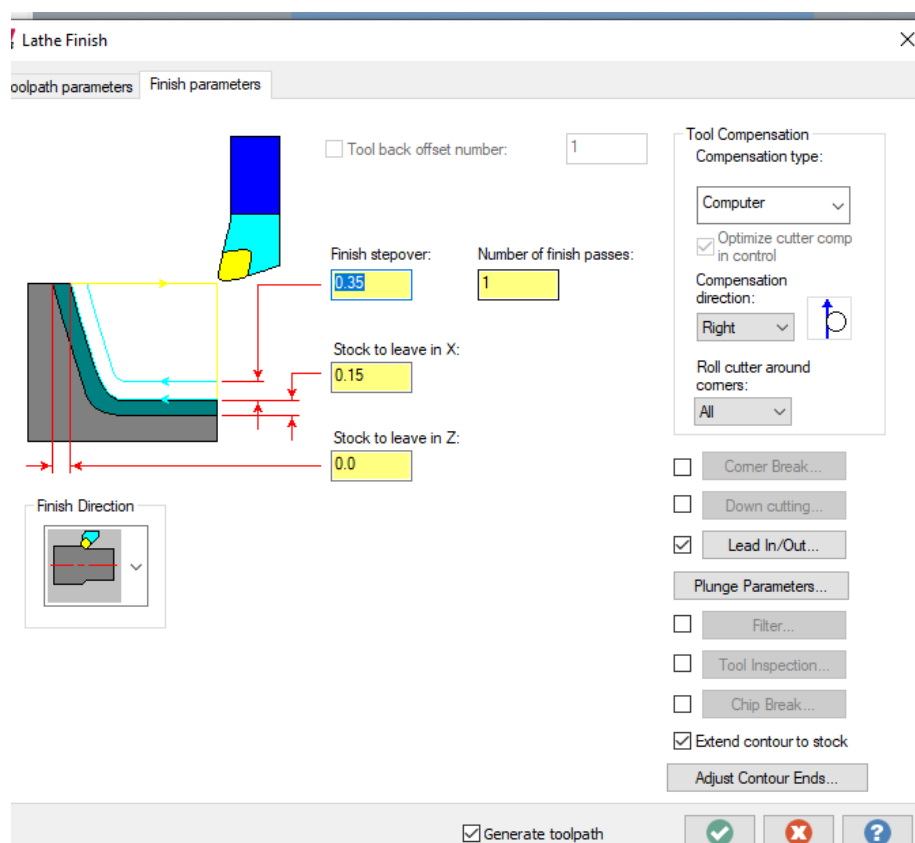 Lathe Finish
oolpath parameters
Finish parameters
Tool back offset number:
1
Finish stepover:
0.35
Number of finish passes:
1
Stock to leave in X:
0.15
Stock to leave in Z:
0.0
Finish Direction
Tool Compensation
Compensation type:
Computer
Optimize cutter comp
in control
Compensation
direction:
Right
Roll cutter around
corners:
All
Corner Break...
Down cutting...
Lead In/Out...
Plunge Parameters...
Filter...
Tool Inspection...
Chip Break...
Extend contour to stock
Adjust Contour Ends...
Generate toolpath
?